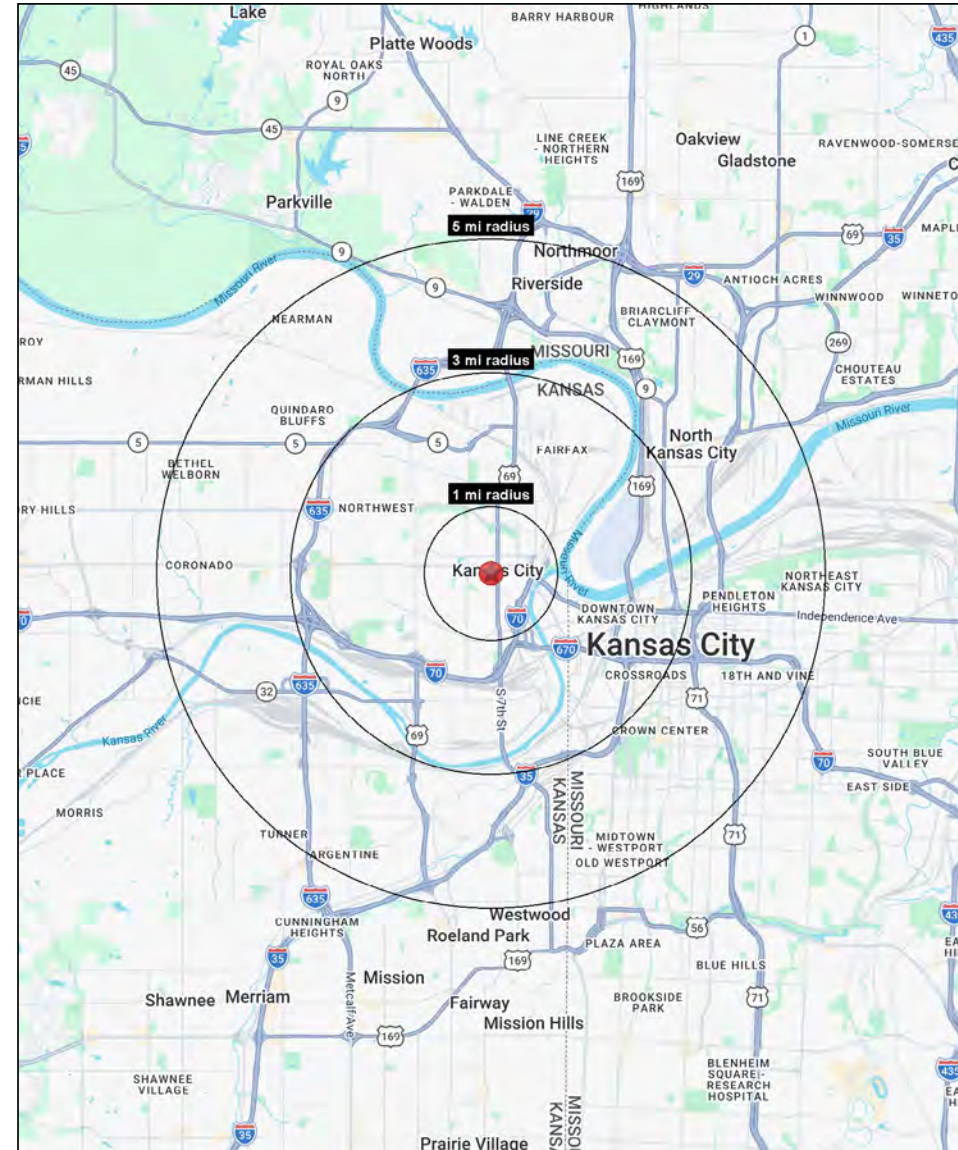 Lake
BARRY HARBOUR
Platte Woods
1
435
ROYAL OAKS
NORTH
45
9
45
LINE CREEK
- NORTHERN
HEIGHTS
Oakview
Gladstone
RAVENWOOD-SOMERSE
169
PARKDALE
- WALDEN
Parkville
29
5 mi radius
69
35
MAPL
9
Northmoor
Missouri River
29
ANTIOCH ACRES
Riverside
9
WINNWOOD
WINNETO
NEARMAN
BRIARCLIFF
CLAYMONT
ROY
269
3 mi radius
MISSOURI
169
635
RMAN HILLS
KANSAS
9
CHOUTEAU
ESTATES
QUINDARO
BLUFFS
Missouri River
5
5
5
FAIRFAX
North
Kansas City
BETHEL
WELBORN
69
169
1 mi radius
RY HILLS
635
NORTHWEST
Missouri River
CORONADO
Kansas City
NORTHEAST
KANSAS CITY
PENDLETON
HEIGHTS
DOWNTOWN
KANSAS CITY
Independence Ave
70
670
Kansas City
CROSSROADS
18TH AND VINE
70
635
32
S 7th St
71
CIE
Kansas River
69
CROWN CENTER
SOUTH BLUE
VALLEY
70
35
PLACE
EAST SIDE
MORRIS
MISSOURI
KANSAS
TURNER
ARGENTINE
MIDTOWN
- WESTPORT
71
OLD WESTPORT
635
Westwood
CUNNINGHAM
HEIGHTS
Roeland Park
56
PLAZA AREA
35
169
BLUE HILLS
Mission
Metcalf Ave
Shawnee
Merriam
Fairway
BROOKSIDE
PARK
71
Mission Hills
169
BLENHEIM
SQUARE -
RESEARCH
HOSPITAL
435
SHAWNEE
VILLAGE
35
Prairie Village